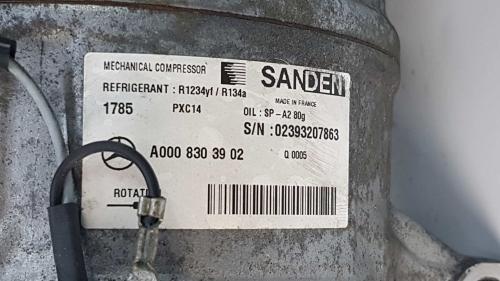 MECHANICAL COMPRESSOR SANDEN
REFRIGERANT : R1234yf / R134a MADE IN FRANCE
1785 PXC14 OIL : SP-A2 80g
S/N :02393207863
A000 830 39 02 Q 0005